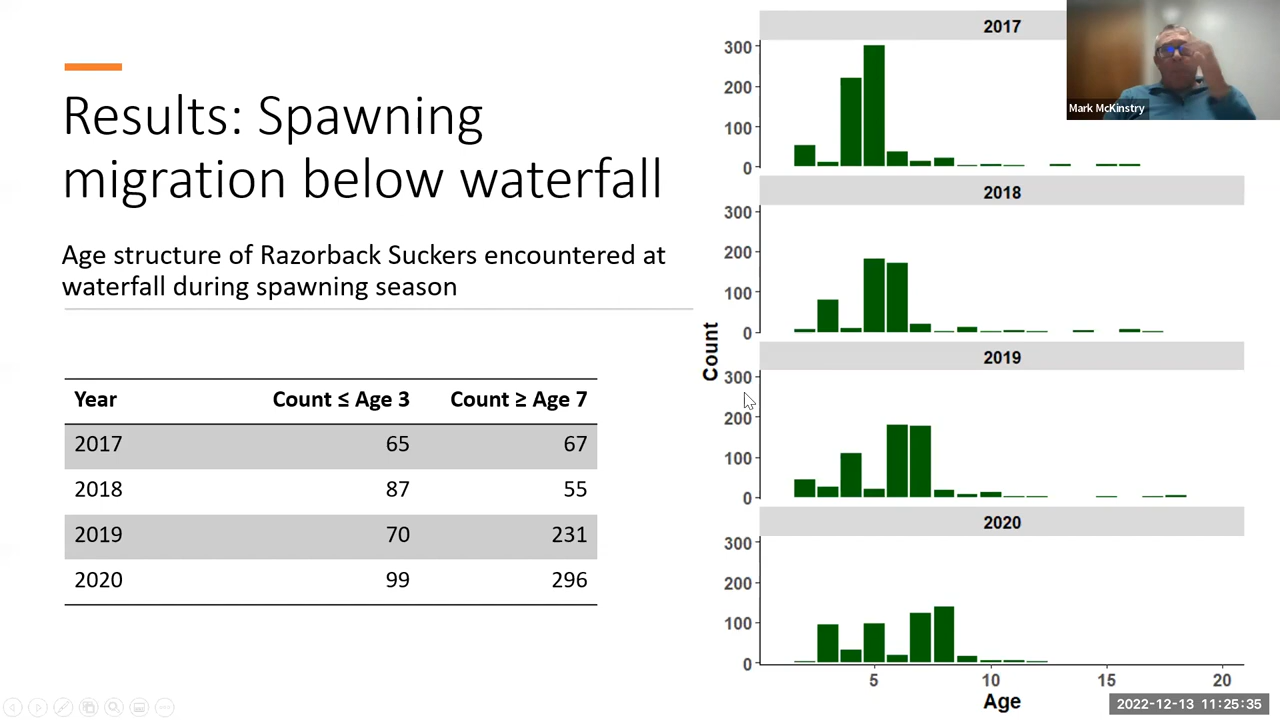 Results: Spawning
migration below waterfall
Age structure of Razorback Suckers encountered at
waterfall during spawning season
Year Count ≤ Age 3 Count ≥ Age 7
2017 65 67
2018 87 55
2019 70 231
2020 99 296
2017
300
200
100
0
2018
300
200
100
0
2019
300
200
100
0
2020
300
200
100
0
Count
5 10 15 20
Age
Mark McKinstry
2022-12-13 11:25:35